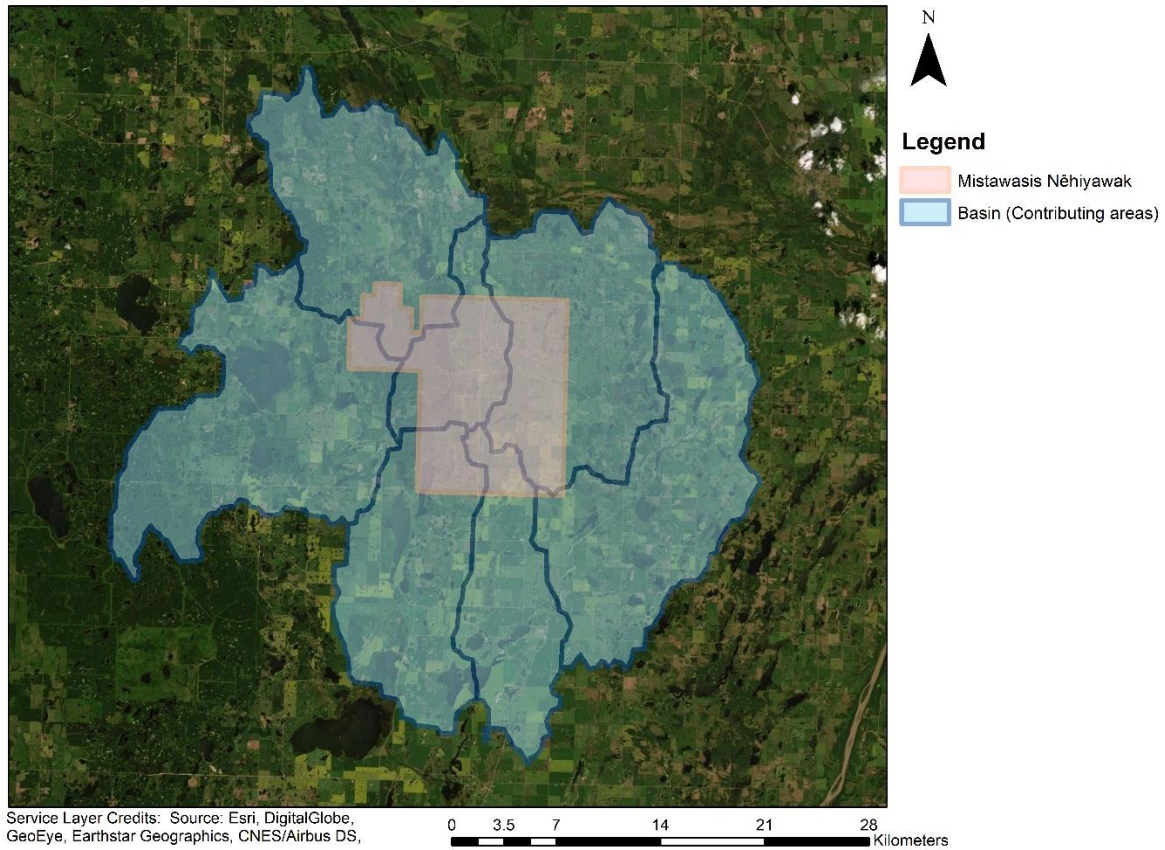 N
Legend
Mistawasis Nêhiyawak
Basin (Contributing areas)
Service Layer Credits: Source: Esri, DigitalGlobe,
GeoEye, Earthstar Geographics, CNES/Airbus DS,
0 3.5 7 14 21 28
Kilometers